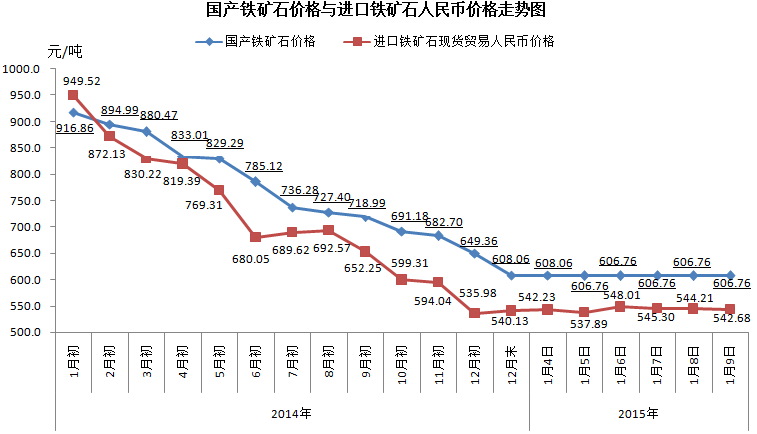 国产铁矿石价格与进口铁矿石人民币价格走势图
元/吨
国产铁矿石价格 进口铁矿石现货贸易人民币价格
1000.0
950.0
900.0
850.0
800.0
750.0
700.0
650.0
600.0
550.0
500.0
916.86 894.99 880.47 833.01 829.29 785.12 736.28 727.40 718.99 691.18 682.70 649.36 608.06 608.06 606.76 606.76 606.76 606.76 606.76
949.52 872.13 830.22 819.39 769.31 680.05 689.62 692.57 652.25 599.31 594.04 535.98 540.13 542.23 537.89 548.01 545.30 544.21 542.68
1月初 2月初 3月初 4月初 5月初 6月初 7月初 8月初 9月初 10月初 11月初 12月初 12月末 1月4日 1月5日 1月6日 1月7日 1月8日 1月9日
2014年 2015年